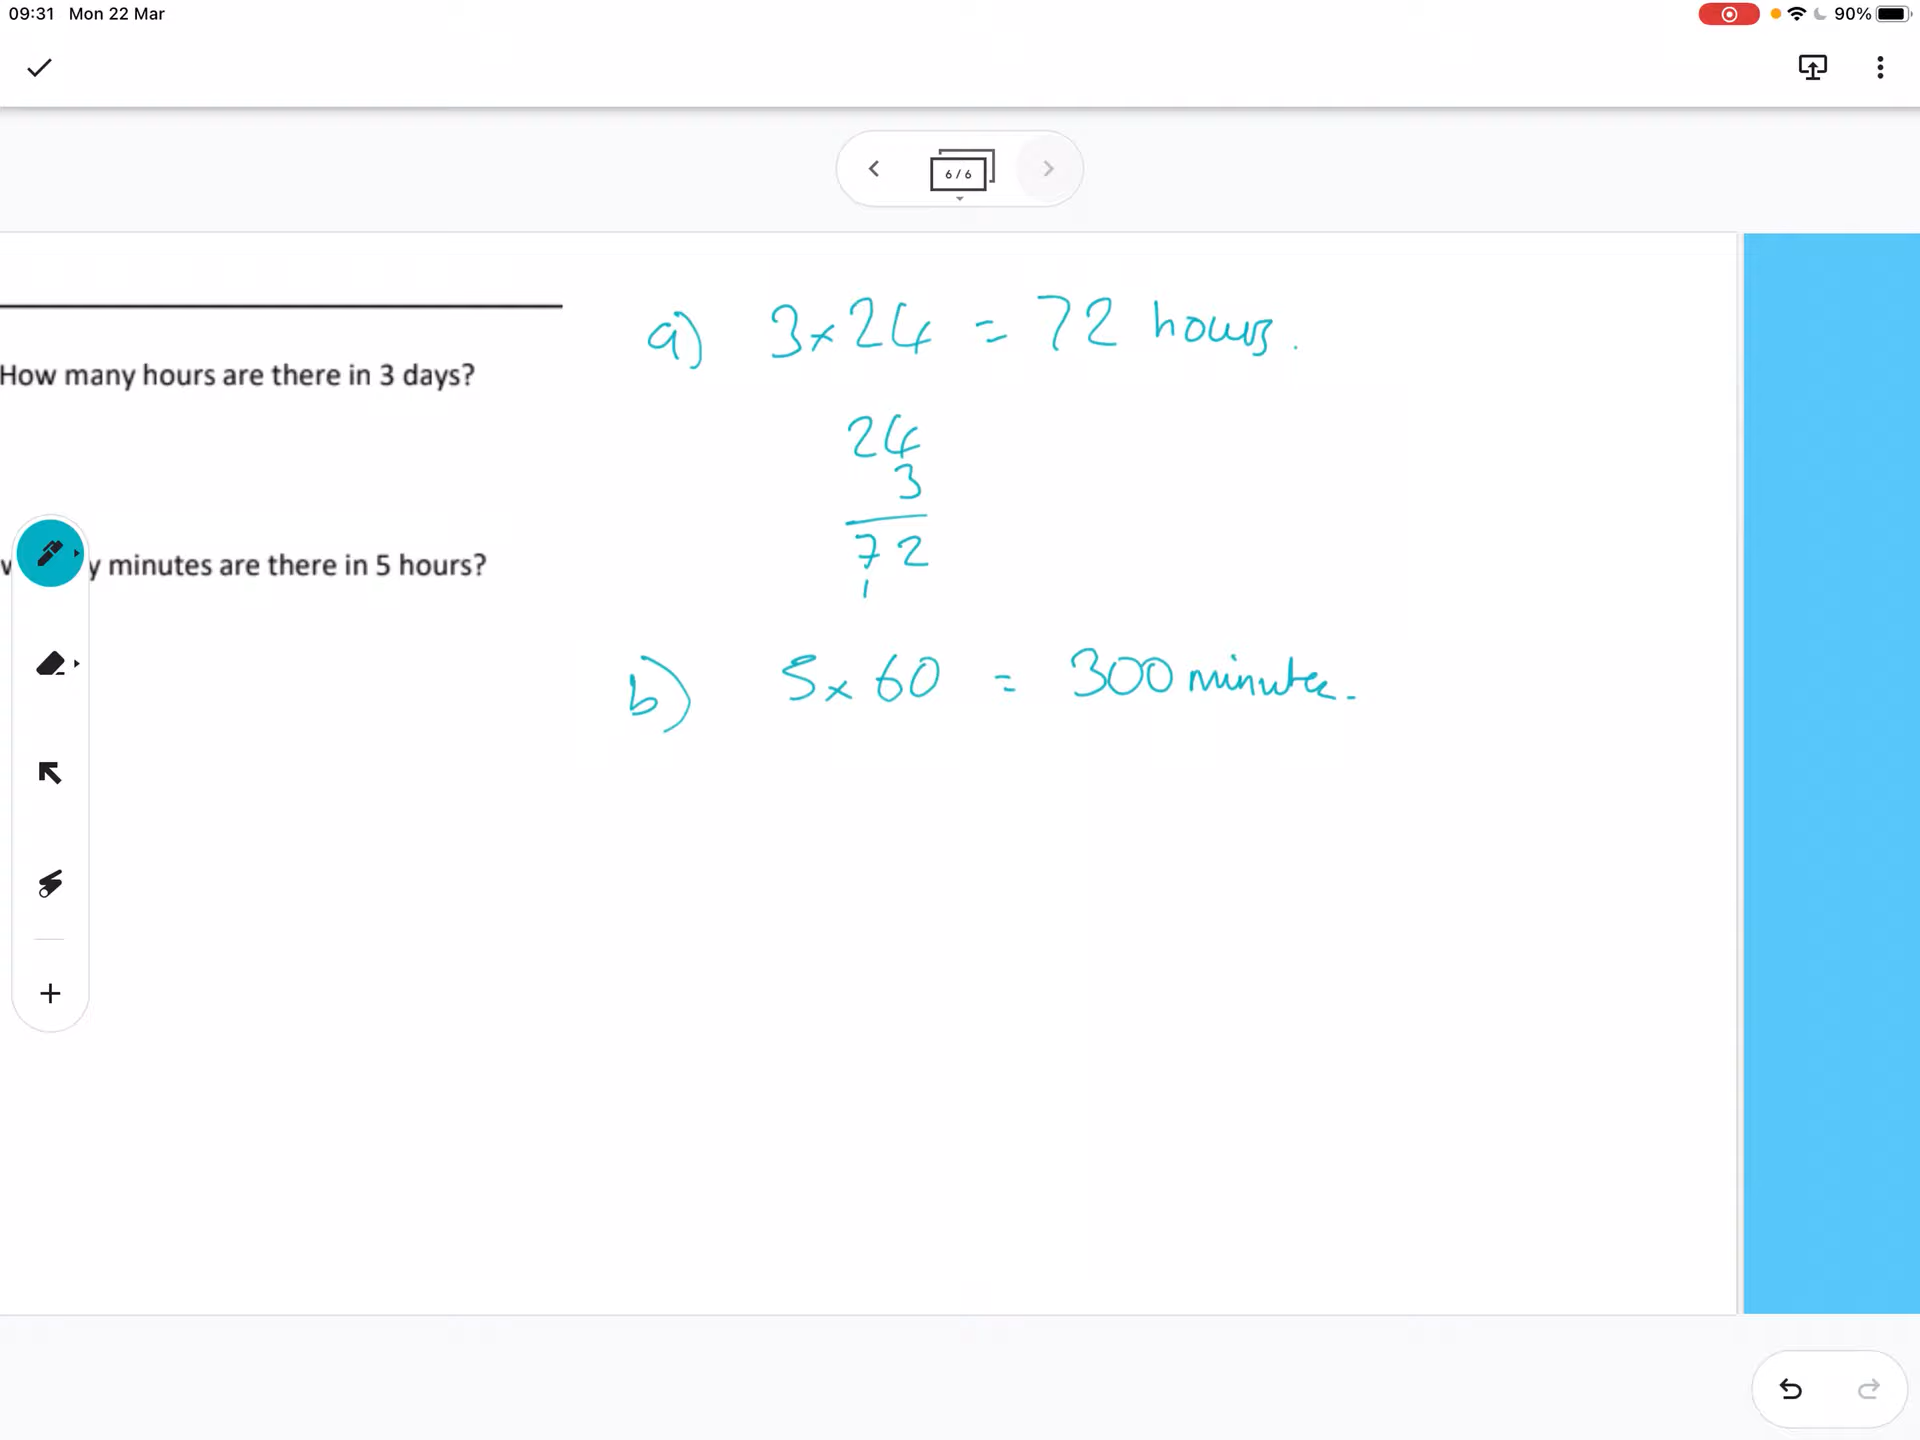 09:31 Mon 22 Mar
90%
6 / 6
a) 3 × 24 = 72 hours.
How many hours are there in 3 days?
24
3
72
1
y minutes are there in 5 hours?
b) 5 × 60 = 300 minutes.